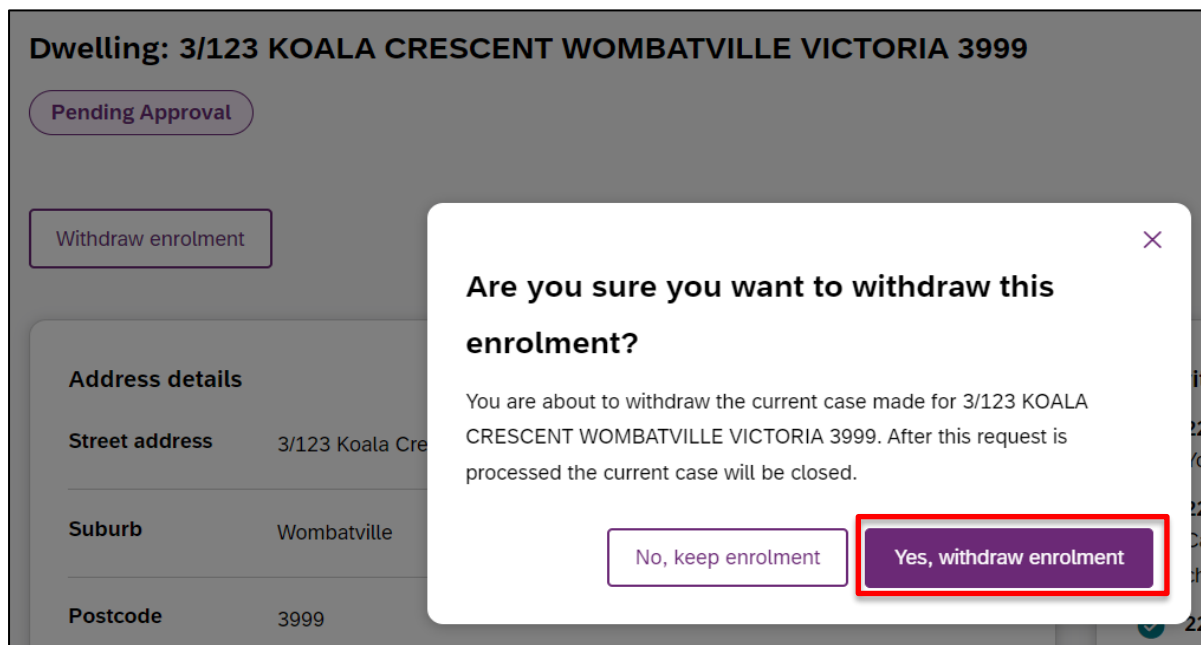 Dwelling: 3/123 KOALA CRESCENT WOMBATVILLE VICTORIA 3999
Pending Approval
Withdraw enrolment
Are you sure you want to withdraw this
enrolment?
You are about to withdraw the current case made for 3/123 KOALA
CRESCENT WOMBATVILLE VICTORIA 3999. After this request is
processed the current case will be closed.
No, keep enrolment
Yes, withdraw enrolment
Address details
Street address
3/123 Koala Cre
Suburb
Wombatville
Postcode
3999
22